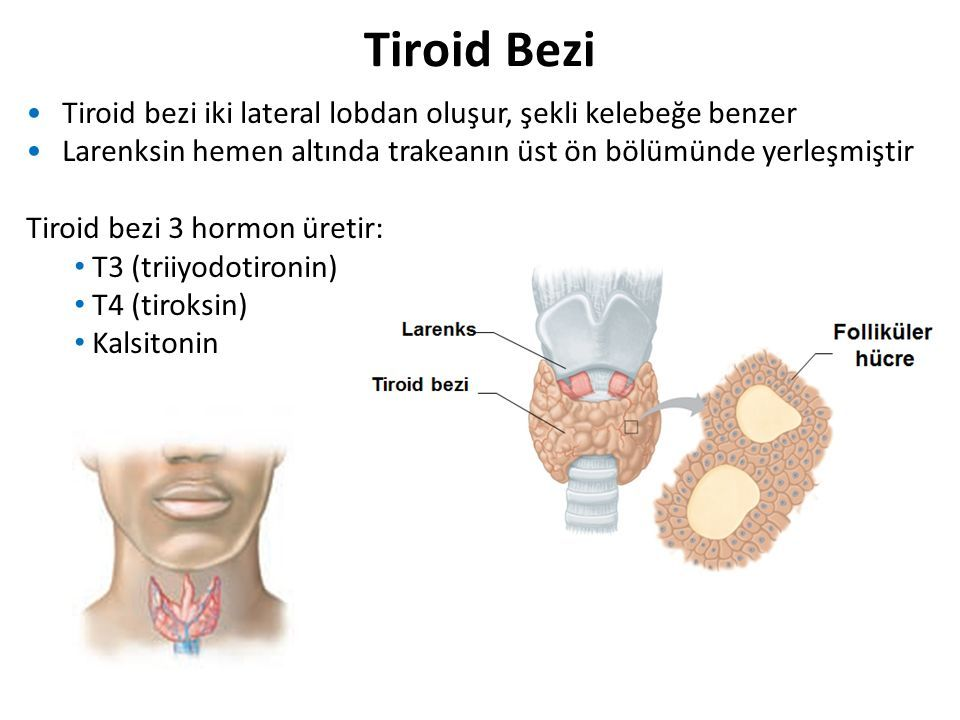 Tiroid Bezi
• Tiroid bezi iki lateral lobdan oluşur, şekli kelebeğe benzer
• Larenksin hemen altında trakeanın üst ön bölümünde yerleşmiştir
Tiroid bezi 3 hormon üretir:
• T3 (triiyodotironin)
• T4 (tiroksin)
• Kalsitonin
Larenks
Tiroid bezi
Folliküler
hücre